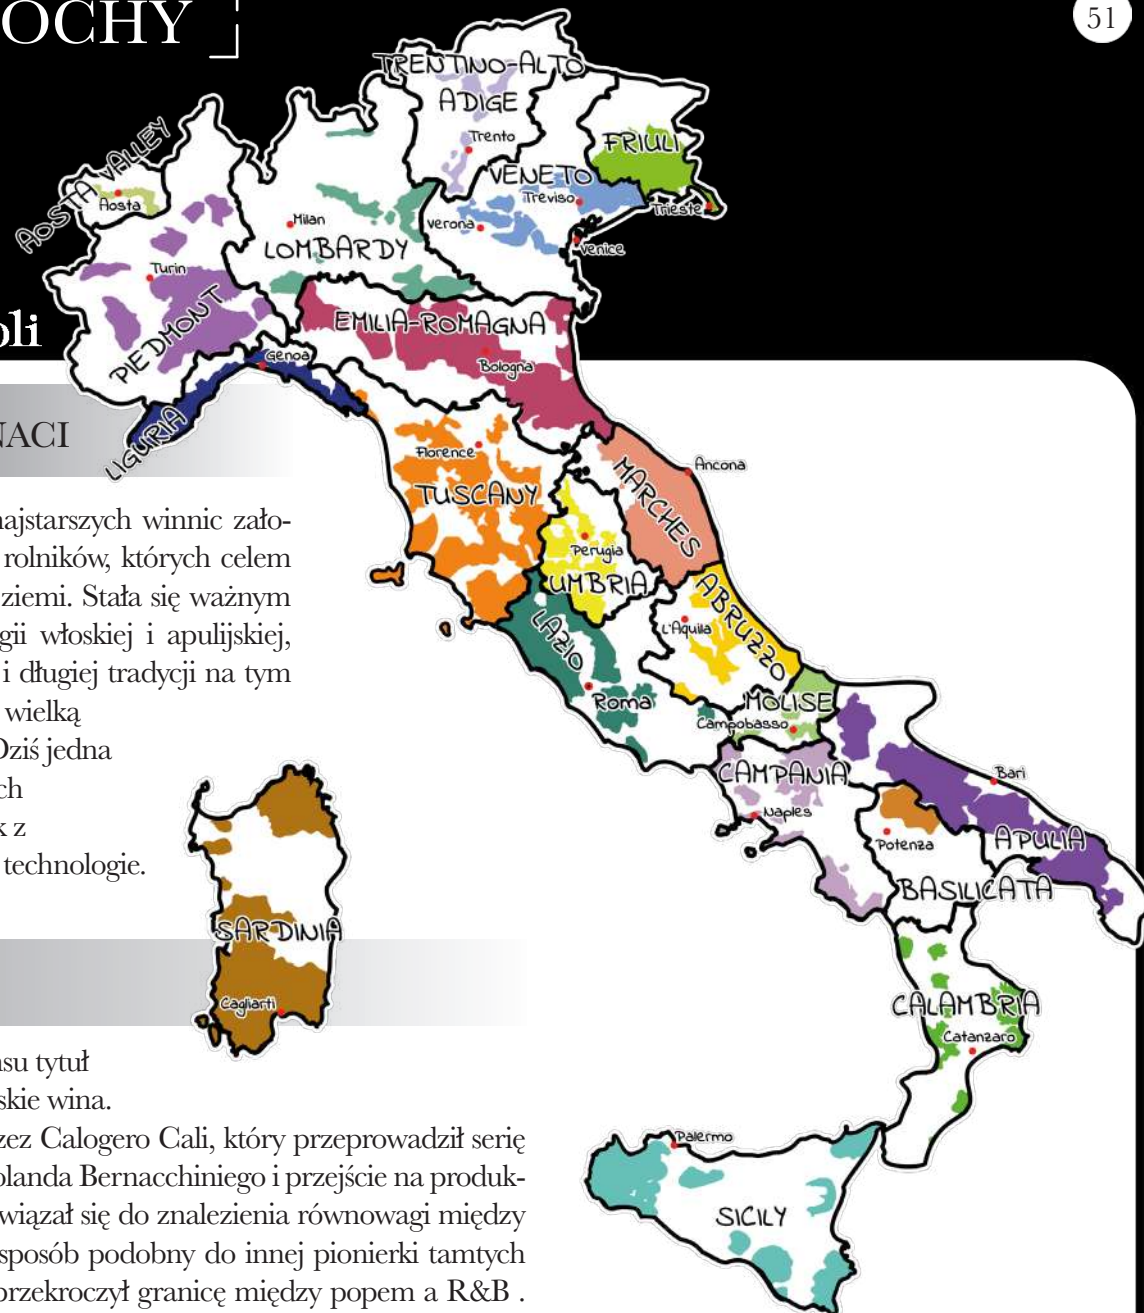 OCHY
51
TRENTINO-ALTO
ADIGE
Trento
FRIULI
AOSTA VALLEY
Aosta
VENETO
Treviso
Trieste
Milan
Verona
Venice
LOMBARDY
Turin
PIEDMONT
EMILIA-ROMAGNA
oli
Genoa
Bologna
LIGURIA
NACI
Florence
Ancona
TUSCANY
MARCHES
najstarszych winnic zało-
rolników, których celem
ziemi. Stała się ważnym
gii włoskiej i apulijskiej,
i długiej tradycji na tym
wielką
Dziś jedna
ch
k z
technologie.
Perugia
UMBRIA
ABRUZZO
L'Aquila
LAZIO
Roma
MOLISE
Campobasso
CAMPANIA
Naples
Bari
Potenza
APULIA
BASILICATA
SARDINIA
Cagliarti
CALAMBRIA
Catanzaro
asu tytuł
skie wina.
zez Calogero Cali, który przeprowadził serię
olanda Bernacchiniego i przejście na produk-
wiązał się do znalezienia równowagi między
sposób podobny do innej pionierki tamtych
przekroczył granicę między popem a R&B .
Palermo
SICILY